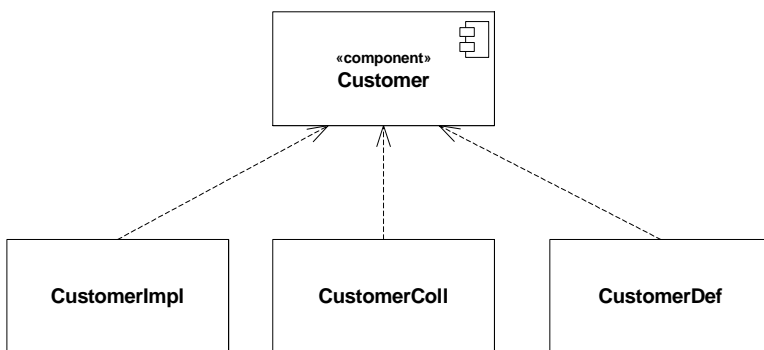 «component»
Customer
CustomerImpl
CustomerColl
CustomerDef